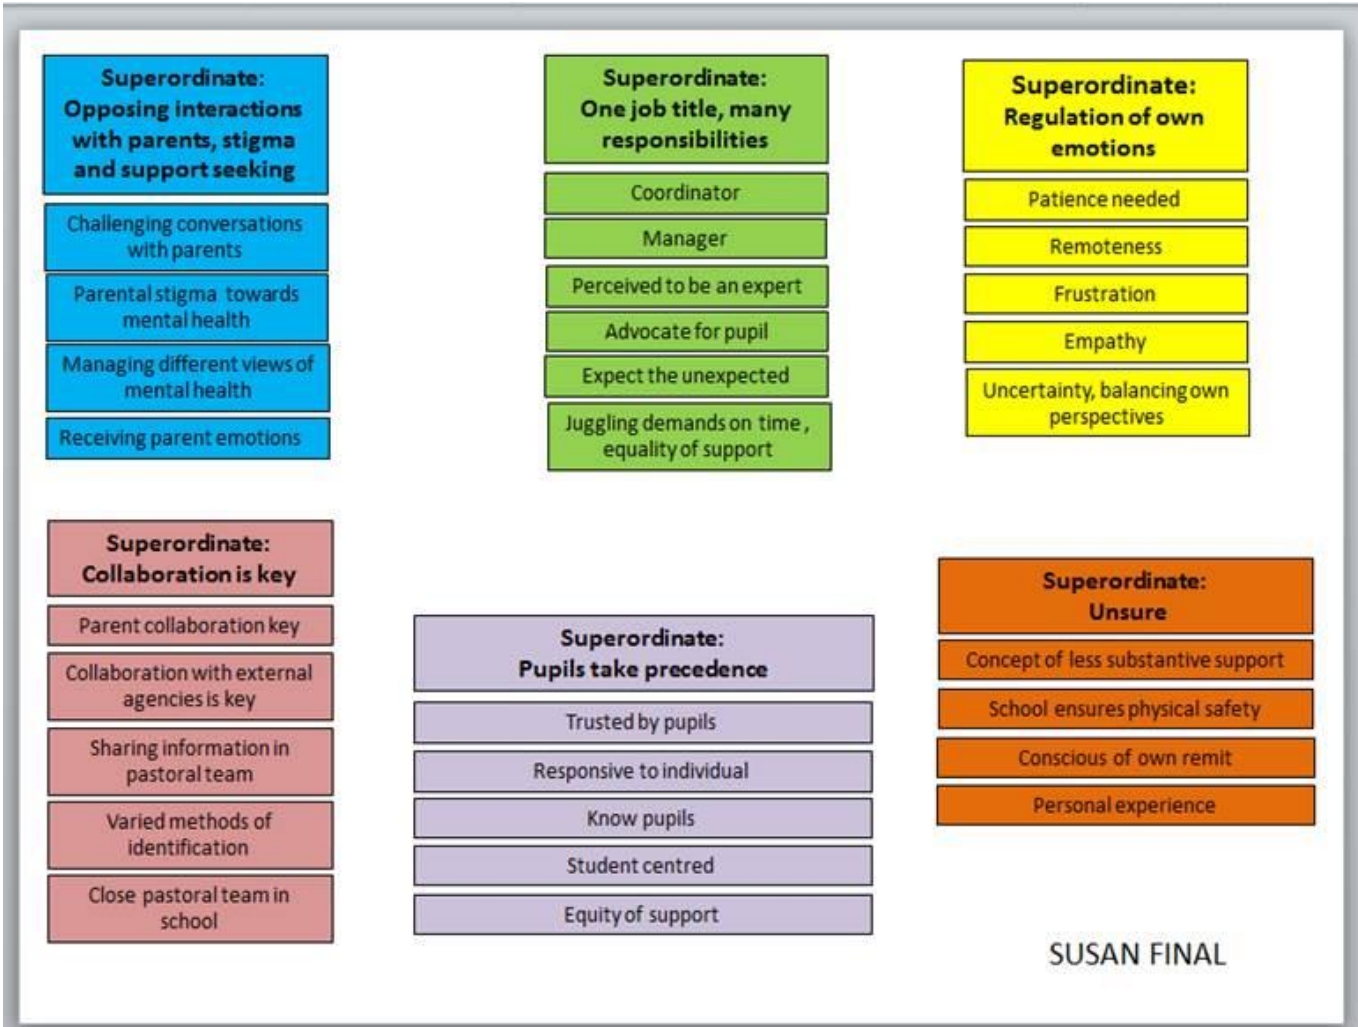 Superordinate:
Opposing interactions
with parents, stigma
and support seeking
Challenging conversations
with parents
Parental stigma towards
mental health
Managing different views of
mental health
Receiving parent emotions
Superordinate:
One job title, many
responsibilities
Coordinator
Manager
Perceived to be an expert
Advocate for pupil
Expect the unexpected
Juggling demands on time ,
equality of support
Superordinate:
Regulation of own
emotions
Patience needed
Remoteness
Frustration
Empathy
Uncertainty, balancing own
perspectives
Superordinate:
Collaboration is key
Parent collaboration key
Collaboration with external
agencies is key
Sharing information in
pastoral team
Varied methods of
identification
Close pastoral team in
school
Superordinate:
Pupils take precedence
Trusted by pupils
Responsive to individual
Know pupils
Student centred
Equity of support
Superordinate:
Unsure
Concept of less substantive support
School ensures physical safety
Conscious of own remit
Personal experience
SUSAN FINAL